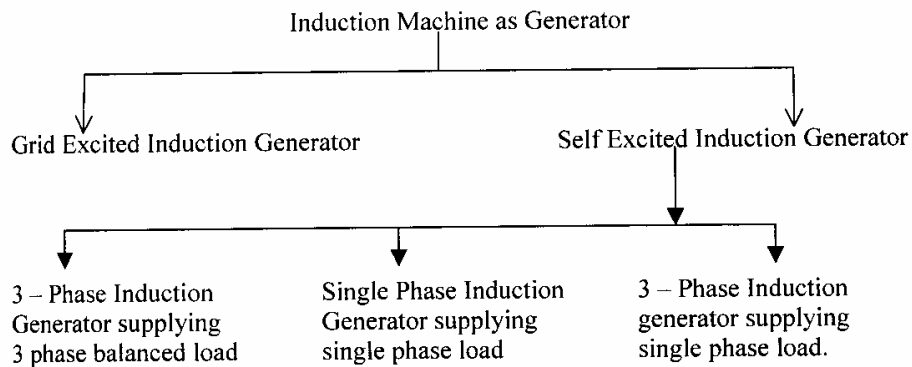 Induction Machine as Generator
Grid Excited Induction Generator
Self Excited Induction Generator
3 – Phase Induction
Generator supplying
3 phase balanced load
Single Phase Induction
Generator supplying
single phase load
3 – Phase Induction
generator supplying
single phase load.